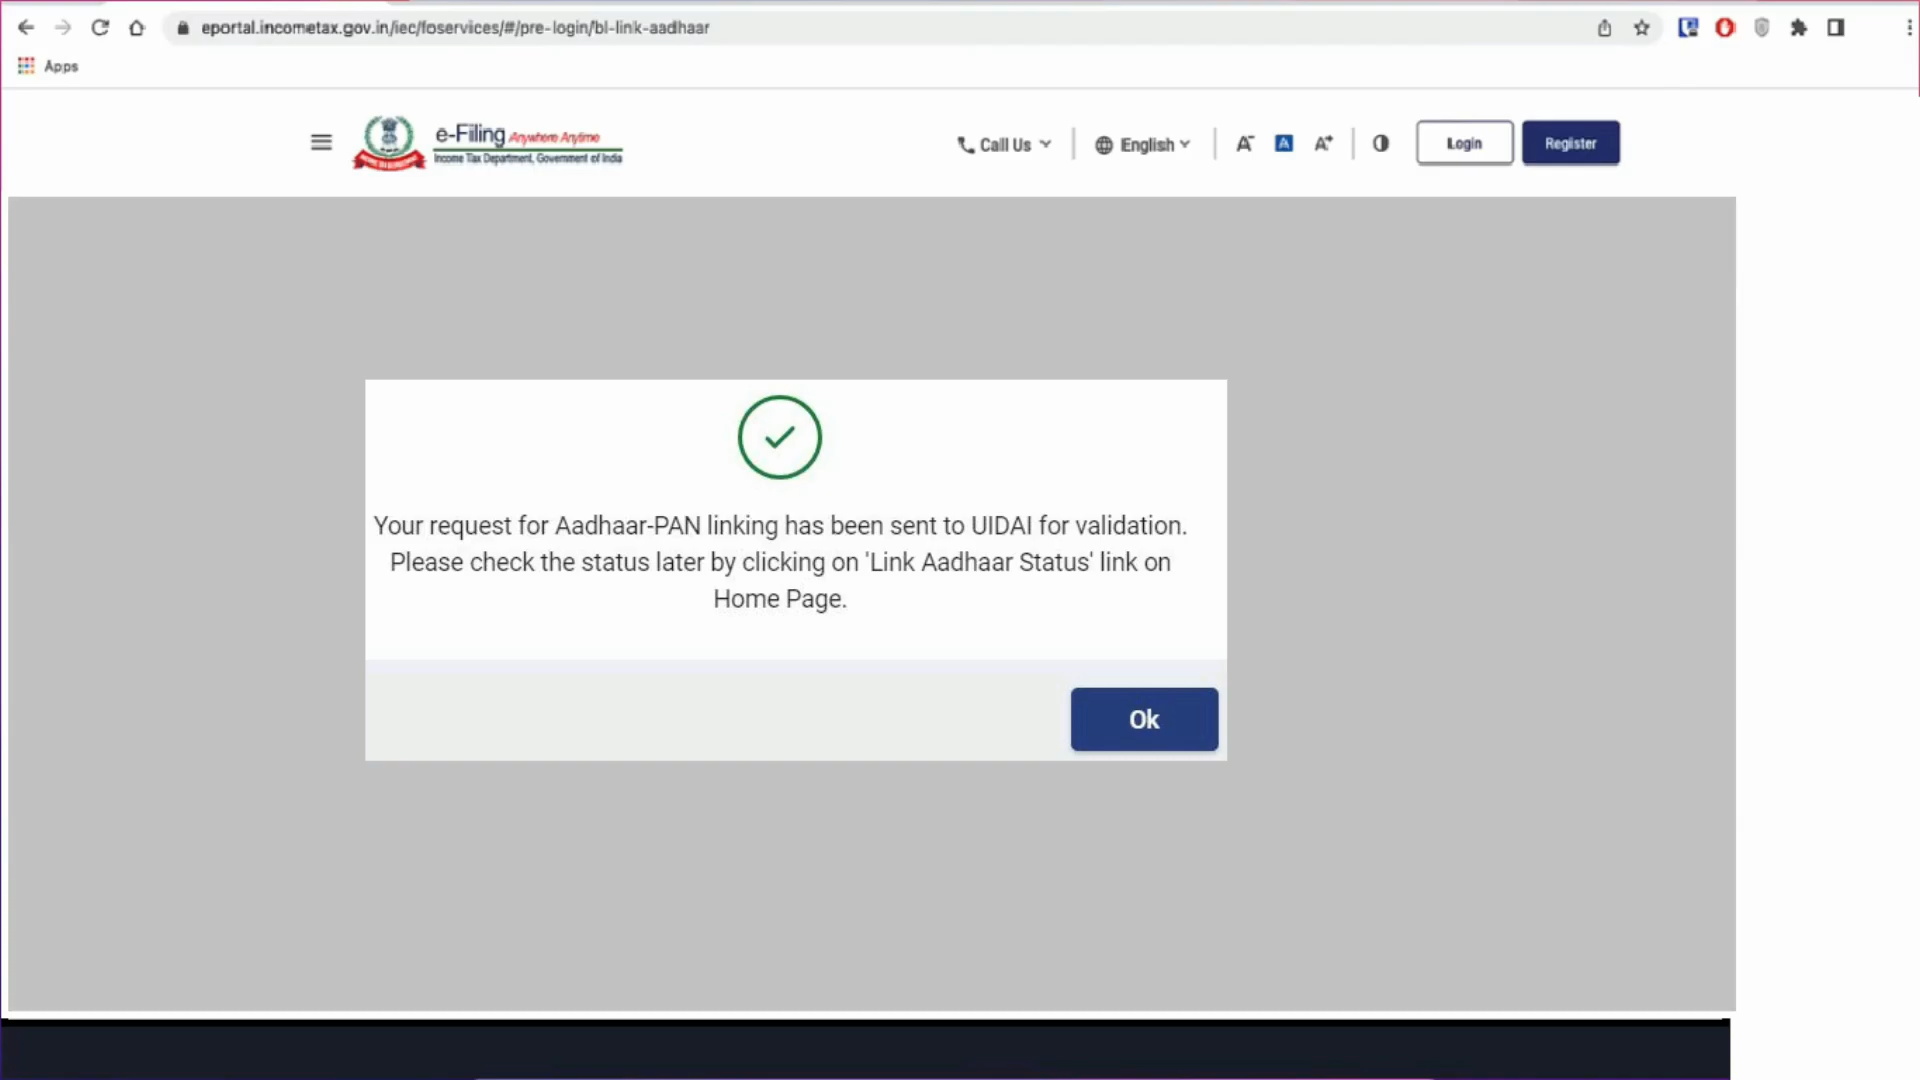 eportal.incometax.gov.in/iec/foservices/#/pre-login/bl-link-aadhaar
Apps
e-Filing Anywhere Anytime
Income Tax Department, Government of India
Call Us
English
A- A A+
Login
Register
Your request for Aadhaar-PAN linking has been sent to UIDAI for validation.
Please check the status later by clicking on 'Link Aadhaar Status' link on
Home Page.
Ok